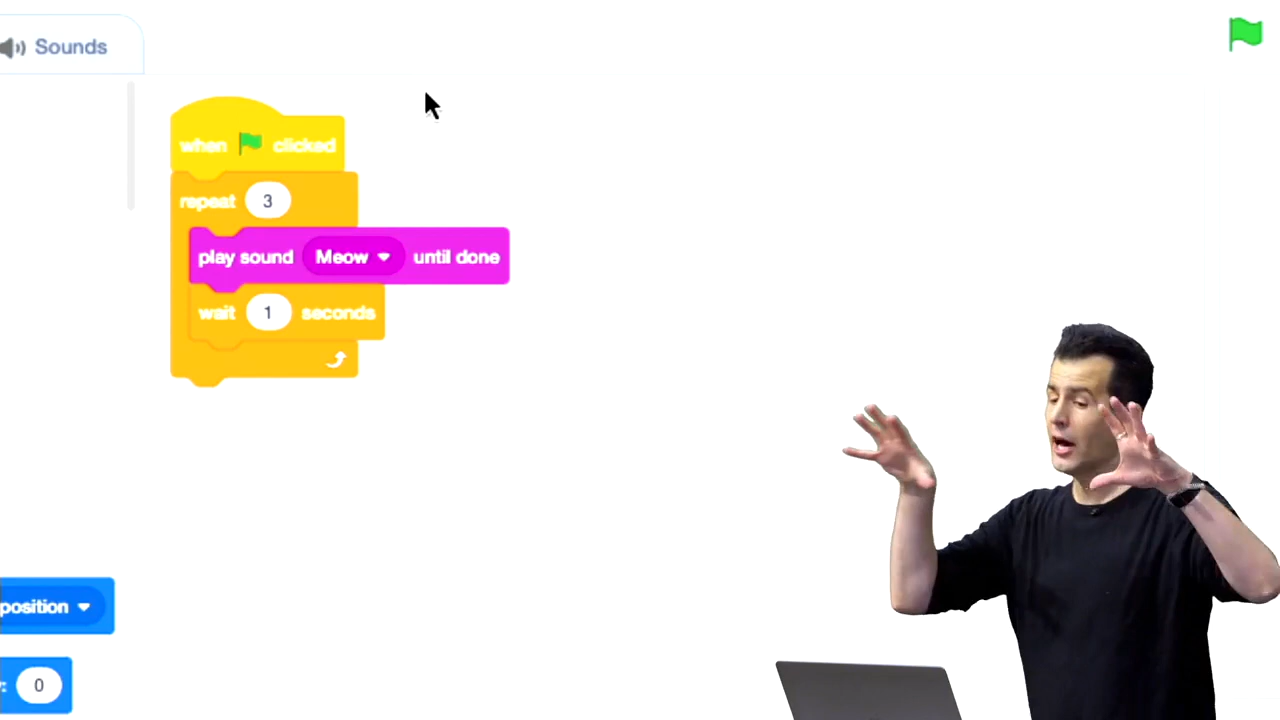 Sounds
when clicked
repeat 3
play sound Meow until done
wait 1 seconds
position
0